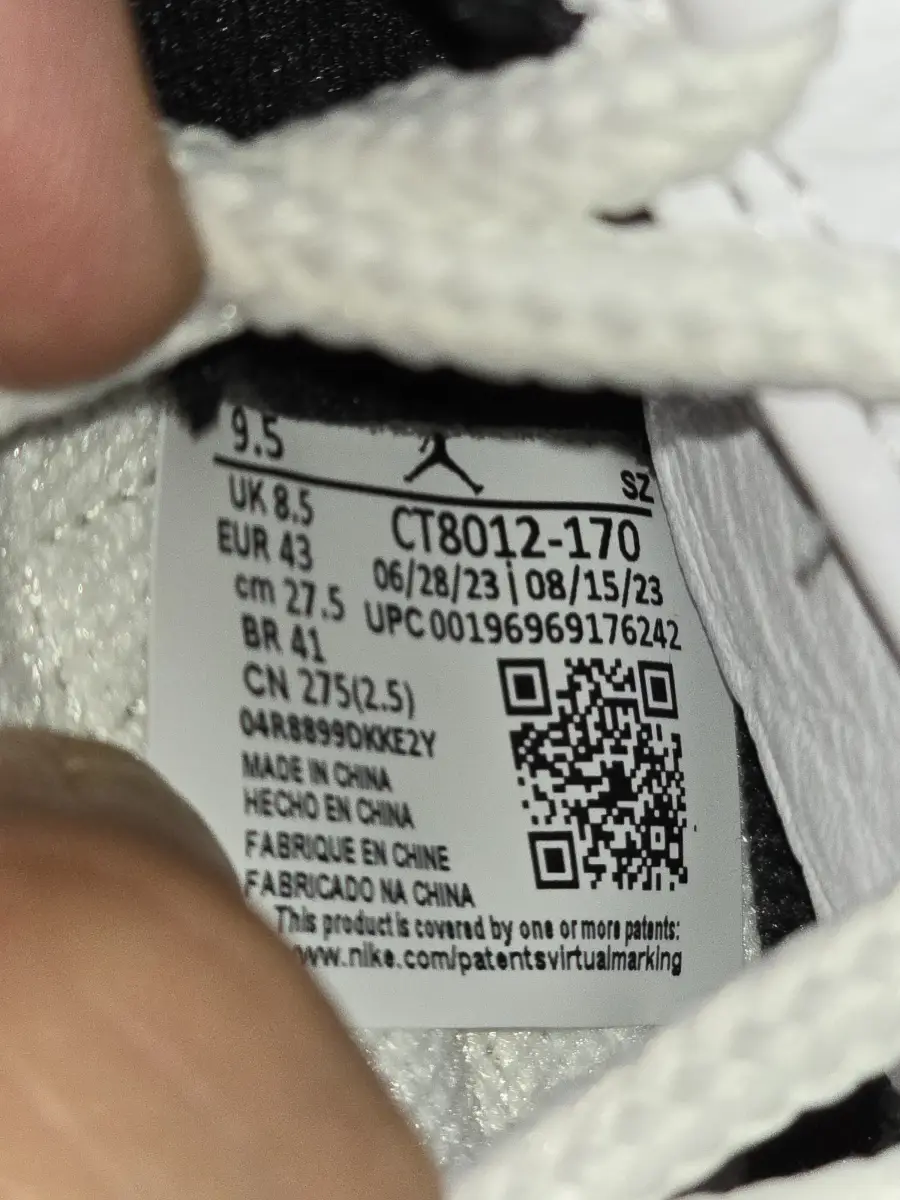 9.5
SZ
UK 8.5
EUR 43
cm 27.5
BR 41
CN 275(2.5)
CT8012-170
06/28/23 | 08/15/23
UPC 00196969176242
04R8899DKKE2Y
MADE IN CHINA
HECHO EN CHINA
FABRIQUE EN CHINE
FABRICADO NA CHINA
This product is covered by one or more patents:
www.nike.com/patentsvirtualmarking